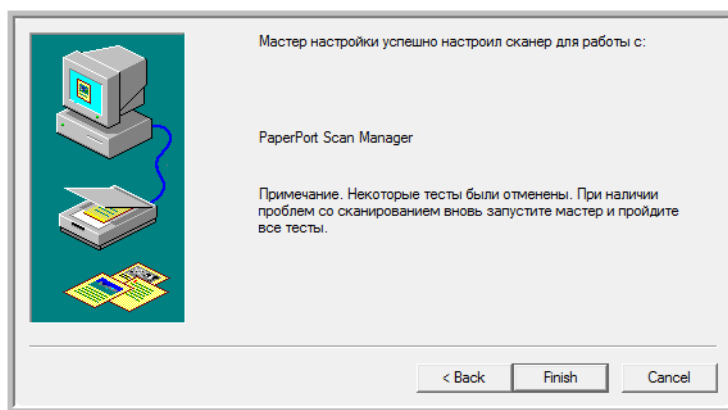 Мастер настройки успешно настроил сканер для работы с:
PaperPort Scan Manager
Примечание. Некоторые тесты были отменены. При наличии
проблем со сканированием вновь запустите мастер и пройдите
все тесты.
< Back
Finish
Cancel